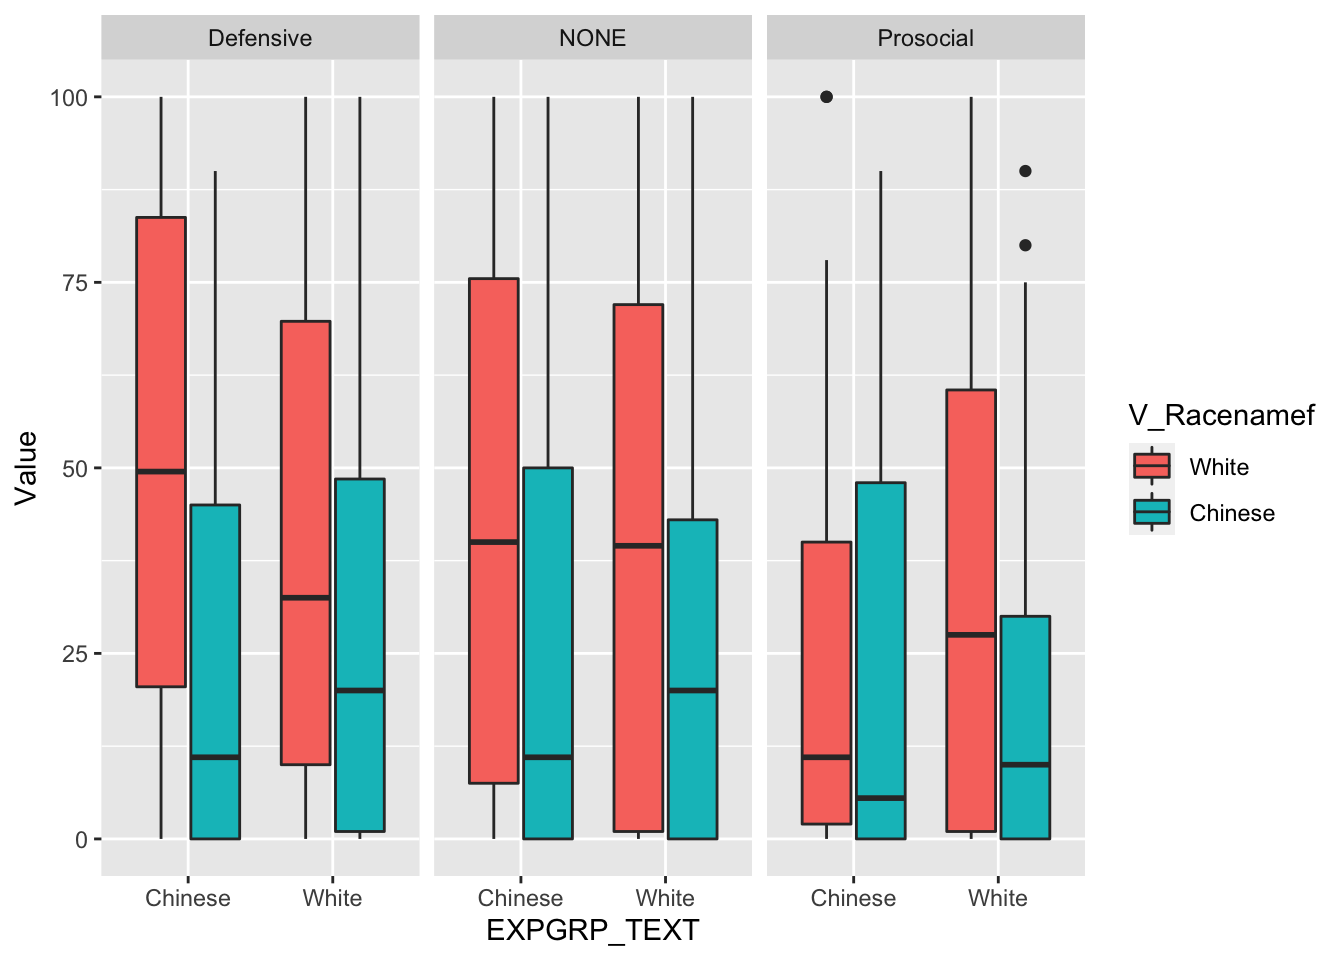 Defensive NONE Prosocial
100
75
50
25
0
Value
Chinese White Chinese White Chinese White
EXPGRP_TEXT
V_Racenamef
White
Chinese